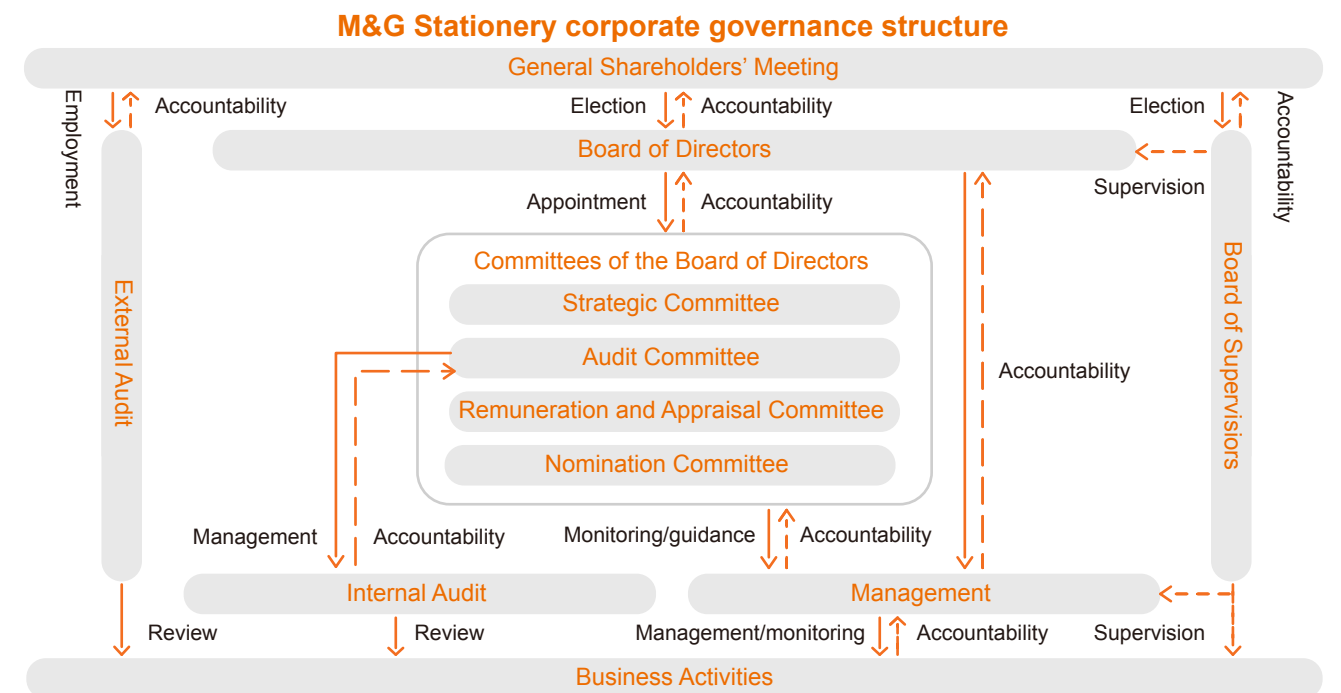 M&G Stationery corporate governance structure
General Shareholders' Meeting
Employment
Accountability
Election
Accountability
Election
Accountability
Board of Directors
Supervision
Appointment
Accountability
External Audit
Committees of the Board of Directors
Strategic Committee
Audit Committee
Remuneration and Appraisal Committee
Nomination Committee
Accountability
Board of Supervisiors
Management
Accountability
Monitoring/guidance
Accountability
Internal Audit
Management
Review
Review
Management/monitoring
Accountability
Supervision
Business Activities